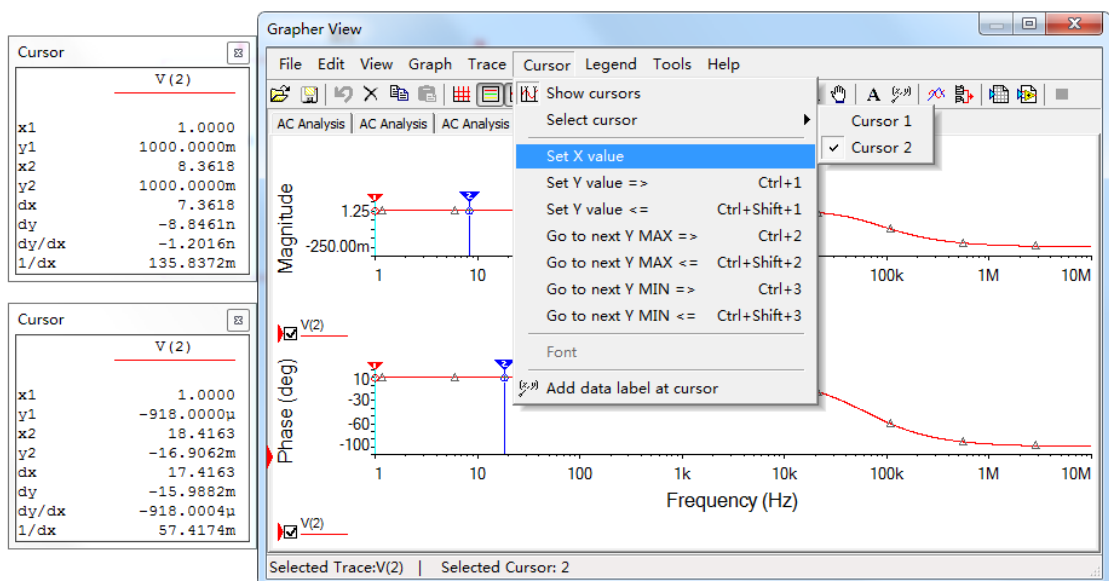 Cursor
V(2)
x1 1.0000
y1 1000.0000m
x2 8.3618
y2 1000.0000m
dx 7.3618
dy -8.8461n
dy/dx -1.2016n
1/dx 135.8372m
Cursor
V(2)
x1 1.0000
y1 -918.0000µ
x2 18.4163
y2 -16.9062m
dx 17.4163
dy -15.9882m
dy/dx -918.0004µ
1/dx 57.4174m
Grapher View
File Edit View Graph Trace Cursor Legend Tools Help
AC Analysis AC Analysis AC Analysis
Show cursors
Select cursor
Set X value
Set Y value => Ctrl+1
Set Y value <= Ctrl+Shift+1
Go to next Y MAX => Ctrl+2
Go to next Y MAX <= Ctrl+Shift+2
Go to next Y MIN => Ctrl+3
Go to next Y MIN <= Ctrl+Shift+3
Font
Add data label at cursor
Cursor 1
Cursor 2
Magnitude
1.25
-250.00m
1 10 100k 1M 10M
V(2)
Phase (deg)
10
-30
-60
-100
1 10 100 1k 10k 100k 1M 10M
Frequency (Hz)
V(2)
Selected Trace:V(2) | Selected Cursor: 2